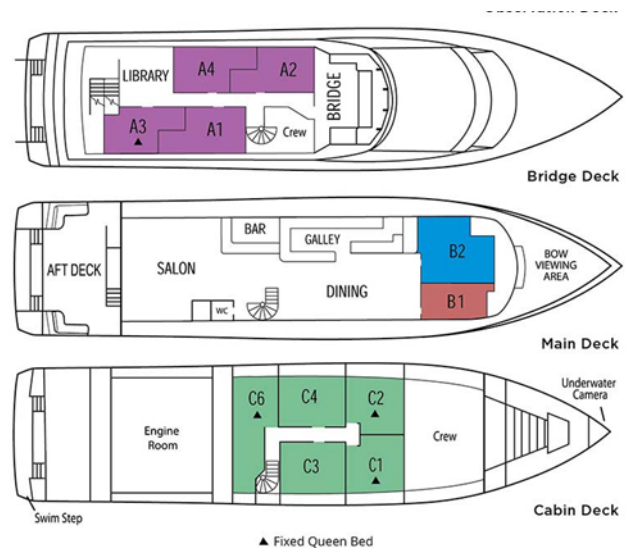 Observation Deck
LIBRARY
A4
A2
BRIDGE
A3
A1
Crew
Bridge Deck
BAR
GALLEY
B2
AFT DECK
SALON
DINING
BOW
VIEWING
AREA
WC
B1
Main Deck
Underwater
Camera
C6
C4
C2
Engine
Room
Crew
C3
C1
Cabin Deck
Swim Step
▲ Fixed Queen Bed